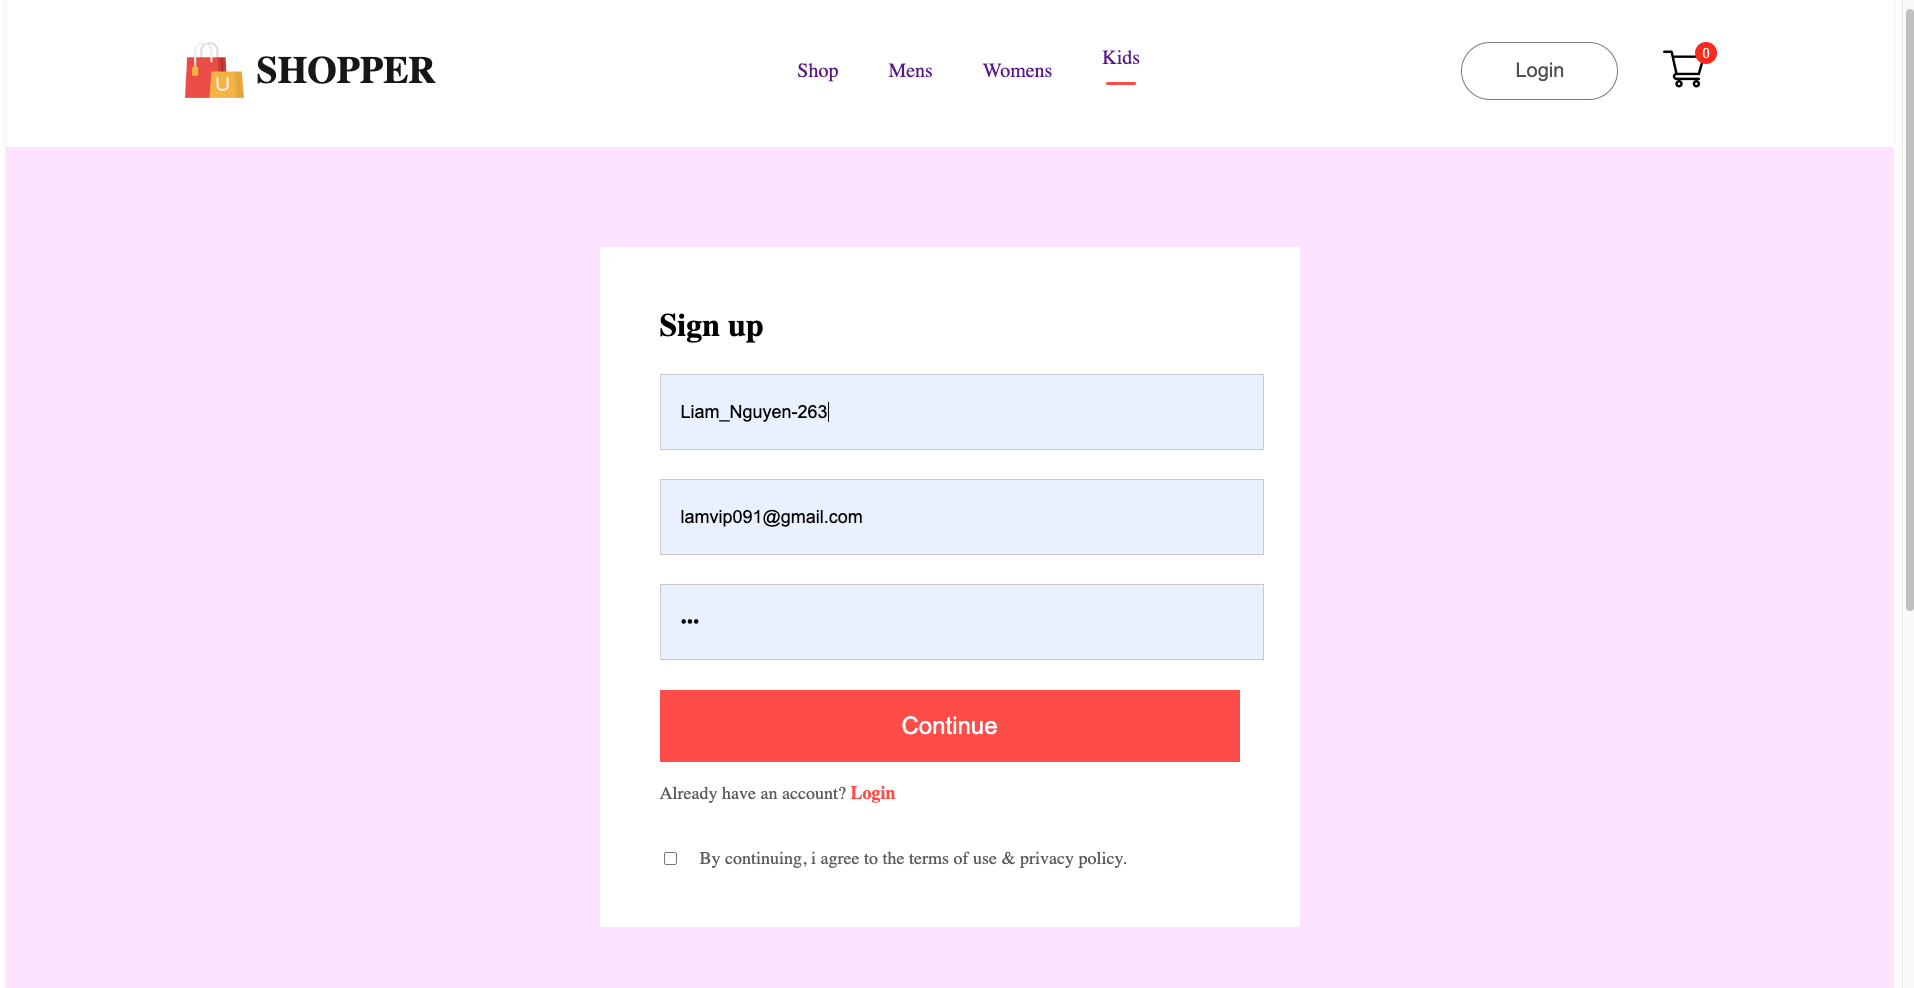 SHOPPER
Shop
Mens
Womens
Kids
Login
0
Sign up
Liam_Nguyen-263
lamvip091@gmail.com
•••
Continue
Already have an account? Login
By continuing, i agree to the terms of use & privacy policy.